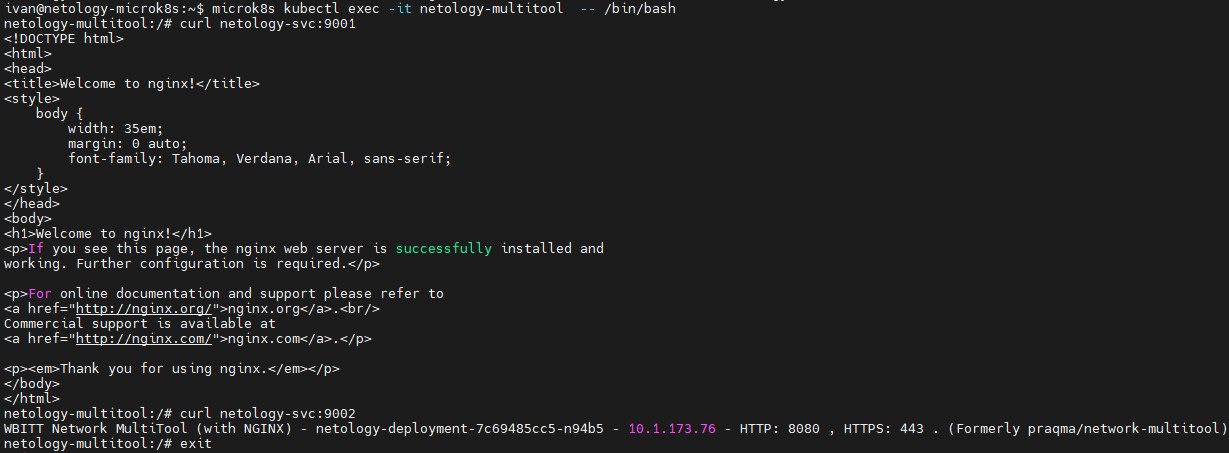 ivan@netology-microk8s:~$ microk8s kubectl exec -it netology-multitool  -- /bin/bash
netology-multitool:/# curl netology-svc:9001
<!DOCTYPE html>
<html>
<head>
<title>Welcome to nginx!</title>
<style>
    body {
        width: 35em;
        margin: 0 auto;
        font-family: Tahoma, Verdana, Arial, sans-serif;
    }
</style>
</head>
<body>
<h1>Welcome to nginx!</h1>
<p>If you see this page, the nginx web server is successfully installed and
working. Further configuration is required.</p>

<p>For online documentation and support please refer to
<a href="http://nginx.org/">nginx.org</a>.<br/>
Commercial support is available at
<a href="http://nginx.com/">nginx.com</a>.</p>

<p><em>Thank you for using nginx.</em></p>
</body>
</html>
netology-multitool:/# curl netology-svc:9002
WBITT Network MultiTool (with NGINX) - netology-deployment-7c69485cc5-n94b5 - 10.1.173.76 - HTTP: 8080 , HTTPS: 443 . (Formerly praqma/network-multitool)
netology-multitool:/# exit